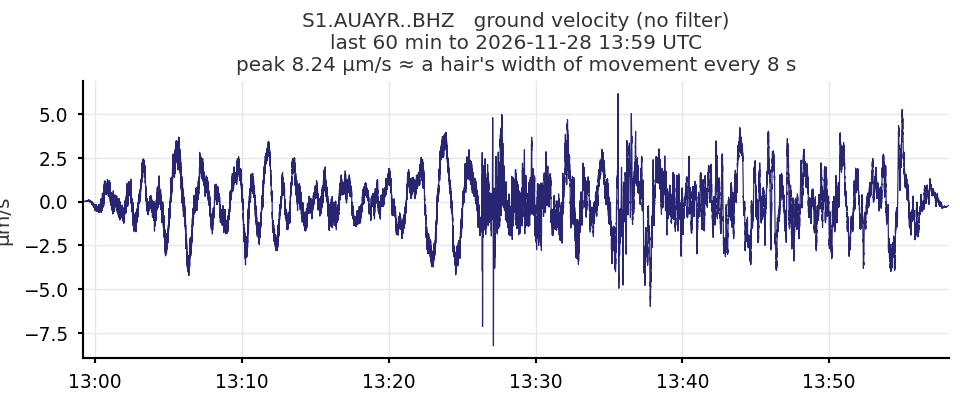 S1.AUAYR..BHZ   ground velocity (no filter)
last 60 min to 2026-11-28 13:59 UTC
peak 8.24 µm/s ≈ a hair's width of movement every 8 s
µm/s
5.0
2.5
0.0
−2.5
−5.0
−7.5
13:00 13:10 13:20 13:30 13:40 13:50